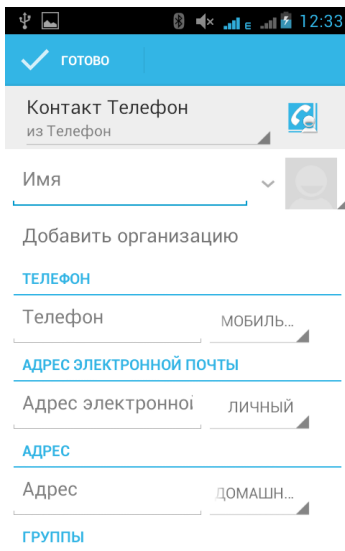 E 12:33
ГОТОВО
Контакт Телефон
из Телефон
Имя
Добавить организацию
ТЕЛЕФОН
Телефон МОБИЛЬ...
АДРЕС ЭЛЕКТРОННОЙ ПОЧТЫ
Адрес электронной ЛИЧНЫЙ
АДРЕС
Адрес ДОМАШН...
ГРУППЫ